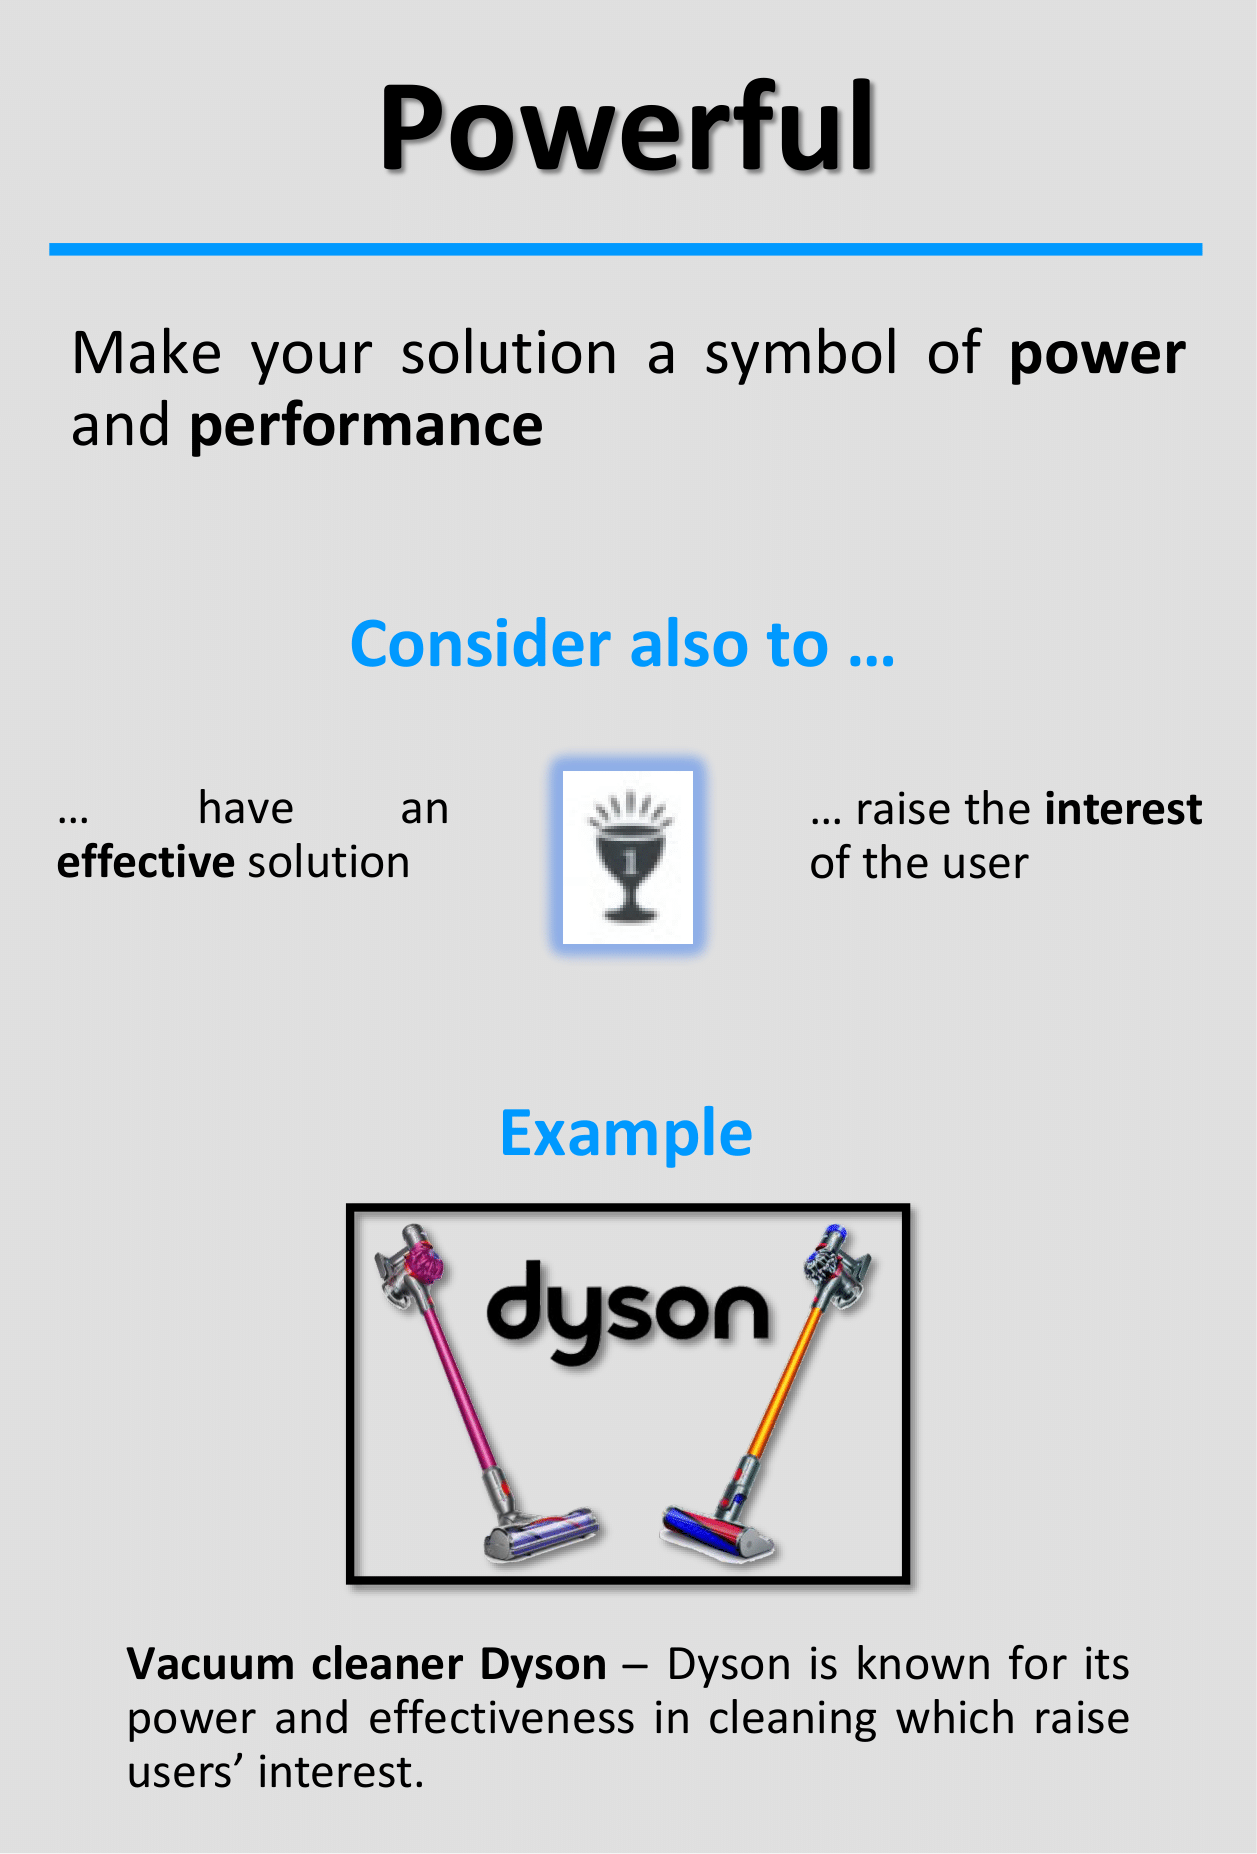 Powerful
Make your solution a symbol of power
and performance
Consider also to …
… have an
effective solution
1
… raise the interest
of the user
Example
dyson
Vacuum cleaner Dyson – Dyson is known for its
power and effectiveness in cleaning which raise
users’ interest.